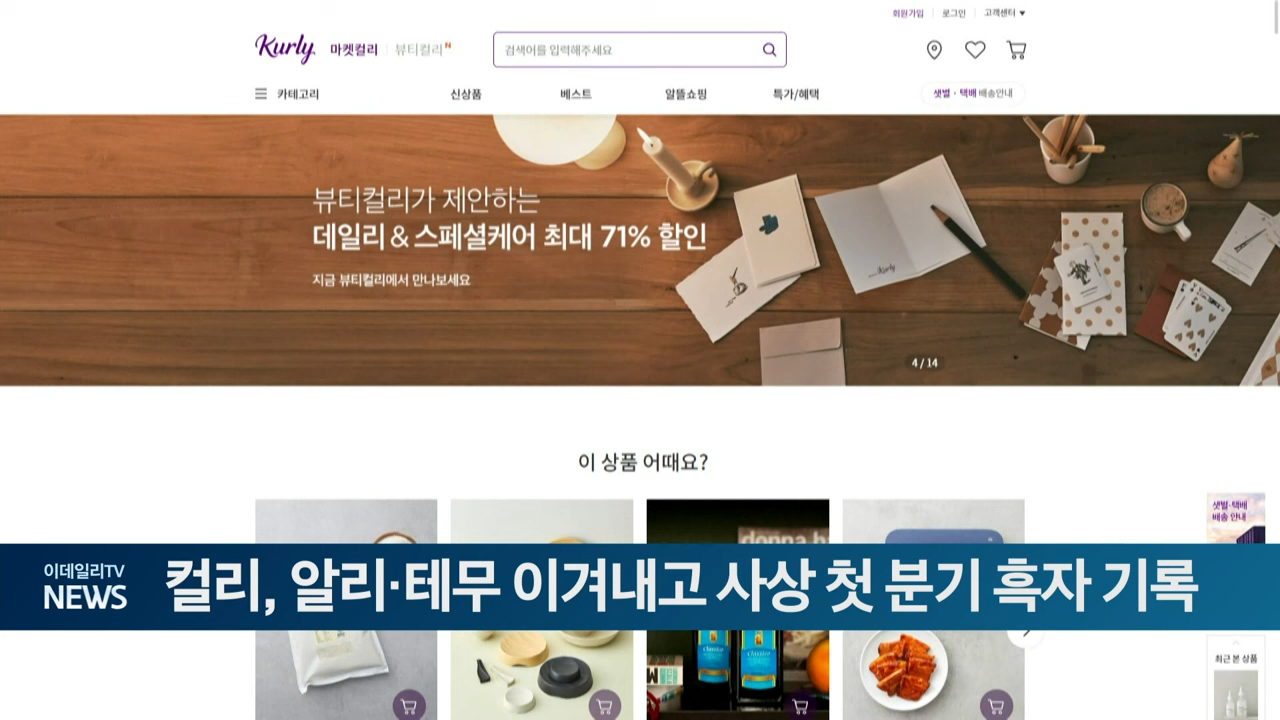 회원가입 로그인 고객센터
Kurly 마켓컬리 뷰티컬리N 검색어를 입력해주세요
카테고리 신상품 베스트 알뜰쇼핑 특가/혜택 샛별·택배 배송안내
뷰티컬리가 제안하는
데일리 & 스페셜케어 최대 71% 할인
지금 뷰티컬리에서 만나보세요
Kurly
4 / 14
이 상품 어때요?
샛별·택배
배송 안내
donna h
이데일리TV
NEWS
컬리, 알리·테무 이겨내고 사상 첫 분기 흑자 기록
Classico Classico
최근 본 상품